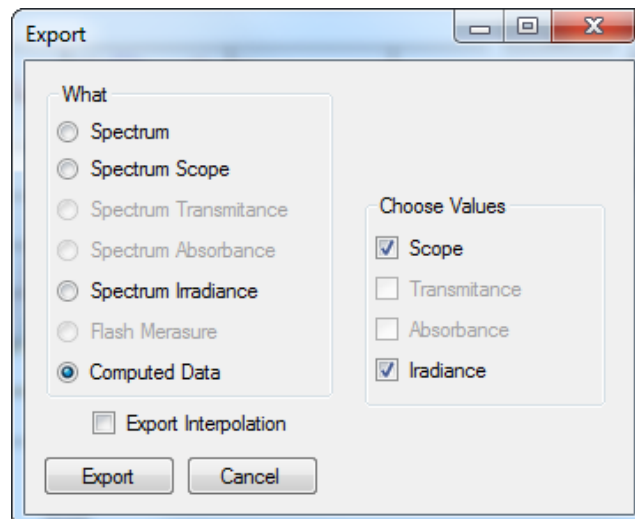 Export
What
Spectrum
Spectrum Scope
Spectrum Transmitance
Spectrum Absorbance
Spectrum Irradiance
Flash Merasure
Computed Data
Export Interpolation
Choose Values
Scope
Transmitance
Absorbance
Iradiance
Export
Cancel